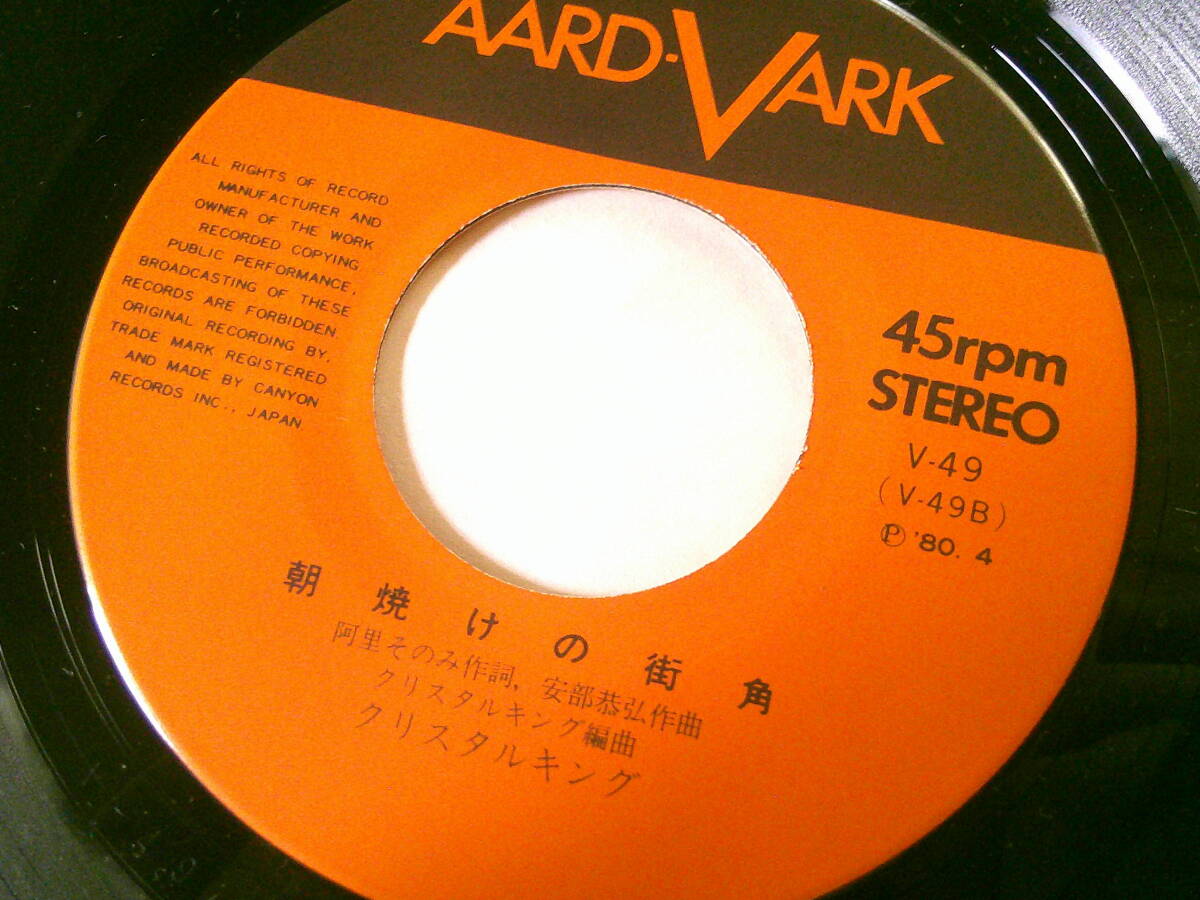 AARD-VARK
ALL RIGHTS OF RECORD
MANUFACTURER AND
OWNER OF THE WORK
RECORDED COPYING.
PUBLIC PERFORMANCE,
BROADCASTING OF THESE
RECORDS ARE FORBIDDEN.
ORIGINAL RECORDING BY,
TRADE MARK REGISTERED
AND MADE BY CANYON
RECORDS INC., JAPAN
45rpm
STEREO
V-49
(V-49B)
Ⓟ '80. 4
朝焼けの街角
阿里そのみ作詞, 安部恭弘作曲
クリスタルキング編曲
クリスタルキング